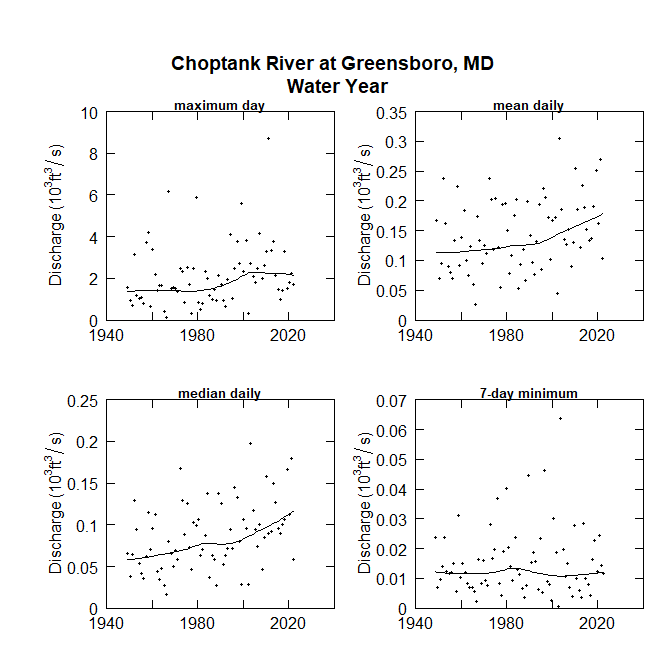 Choptank River at Greensboro, MD
Water Year
maximum day
Discharge (10³ft³/s)
10
8
6
4
2
0
1940 1980 2020
mean daily
Discharge (10³ft³/s)
0.35
0.3
0.25
0.2
0.15
0.1
0.05
0
1940 1980 2020
median daily
Discharge (10³ft³/s)
0.25
0.2
0.15
0.1
0.05
0
1940 1980 2020
7-day minimum
Discharge (10³ft³/s)
0.07
0.06
0.05
0.04
0.03
0.02
0.01
0
1940 1980 2020